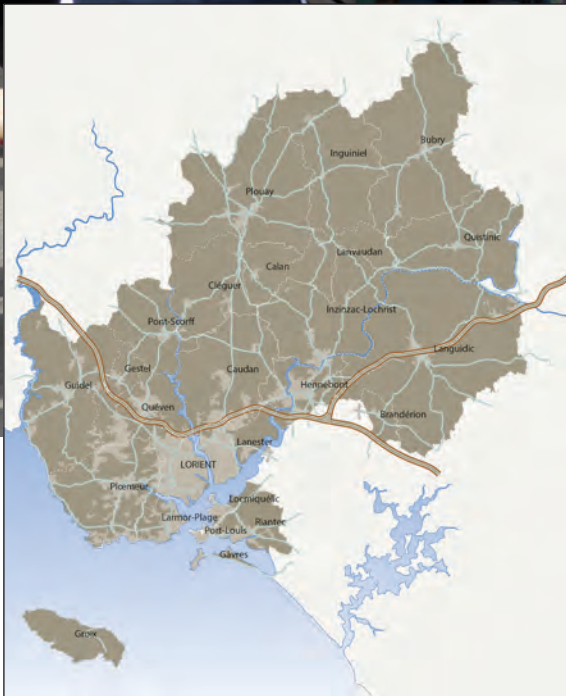 Bubry
Inguiniel
Plouay
Quistinic
Lanvaudan
Calan
Cléguer
Inzinzac-Lochrist
Pont-Scorff
Languidic
Gestel
Caudan
Guidel
Hennebont
Quéven
Brandérion
Lanester
LORIENT
Plœmeur
Locmiquélic
Larmor-Plage
Riantec
Port-Louis
Gâvres
Groix